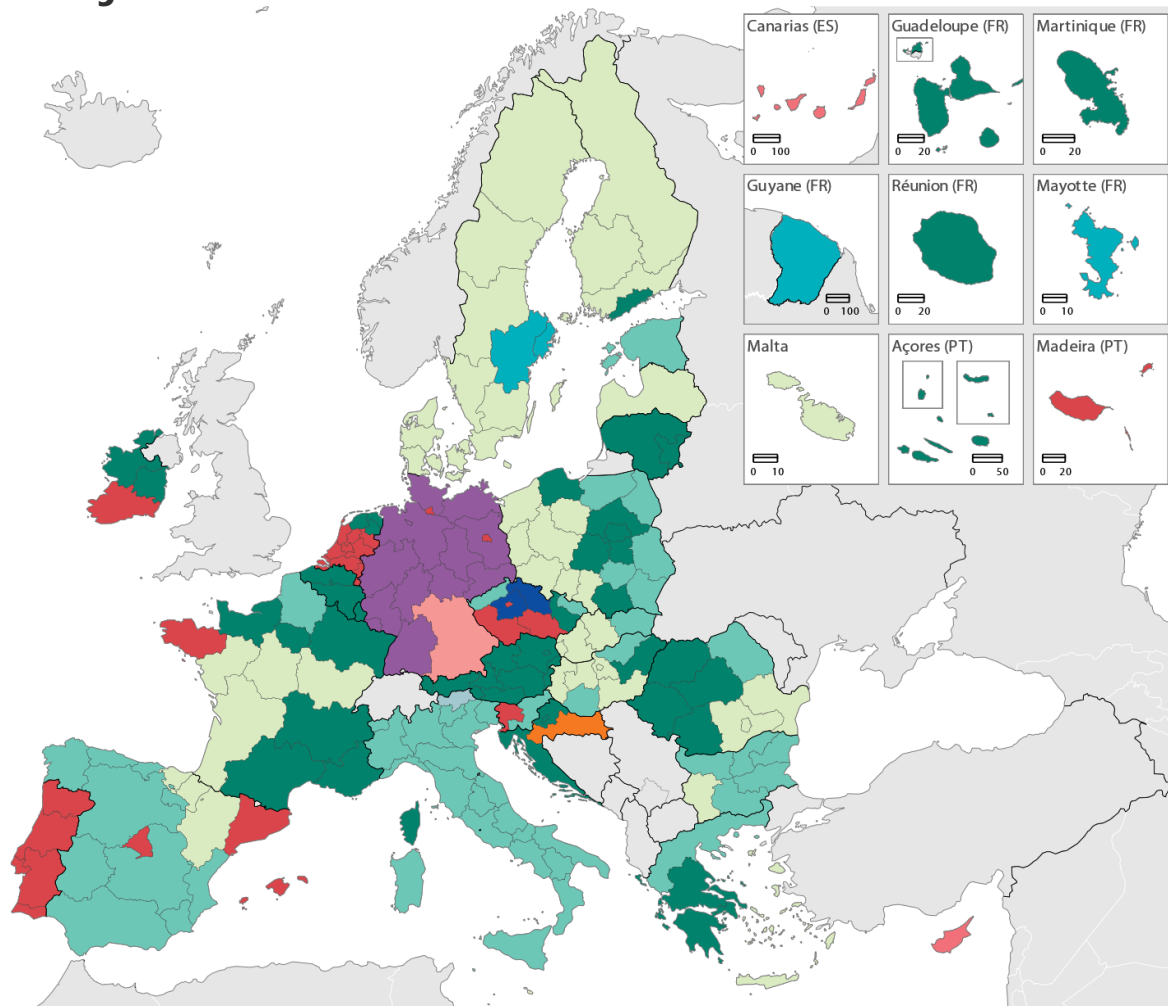 Canarias (ES)
0 100
Guadeloupe (FR)
0 20
Martinique (FR)
0 20
Guyane (FR)
0 100
Réunion (FR)
0 20
Mayotte (FR)
0 10
Malta
0 10
Açores (PT)
0 50
Madeira (PT)
0 20